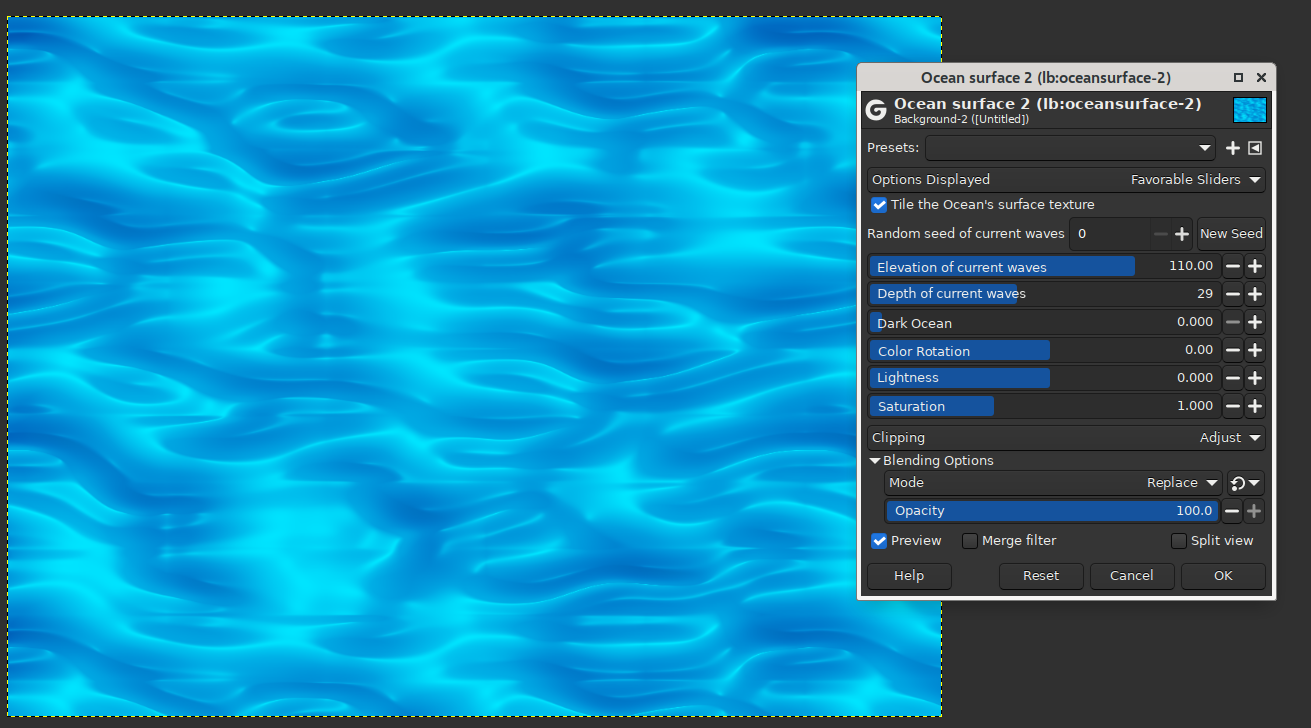 Ocean surface 2 (lb:oceansurface-2)
Ocean surface 2 (lb:oceansurface-2)
Background-2 ([Untitled])
Presets:
Options Displayed Favorable Sliders
Tile the Ocean's surface texture
Random seed of current waves 0 New Seed
Elevation of current waves 110.00
Depth of current waves 29
Dark Ocean 0.000
Color Rotation 0.00
Lightness 0.000
Saturation 1.000
Clipping Adjust
Blending Options
Mode Replace
Opacity 100.0
Preview Merge filter Split view
Help Reset Cancel OK